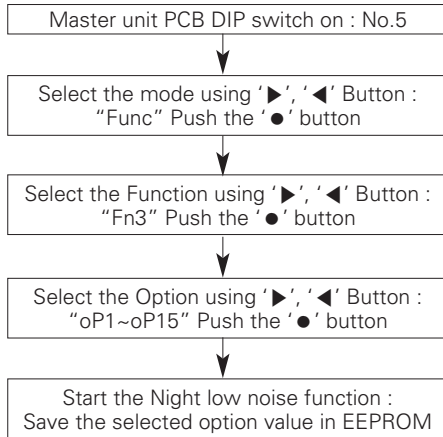 Master unit PCB DIP switch on : No.5
Select the mode using ‘▶’, ‘◀’ Button :
“Func” Push the ‘●’ button
Select the Function using ‘▶’, ‘◀’ Button :
“Fn3” Push the ‘●’ button
Select the Option using ‘▶’, ‘◀’ Button :
“oP1~oP15” Push the ‘●’ button
Start the Night low noise function :
Save the selected option value in EEPROM